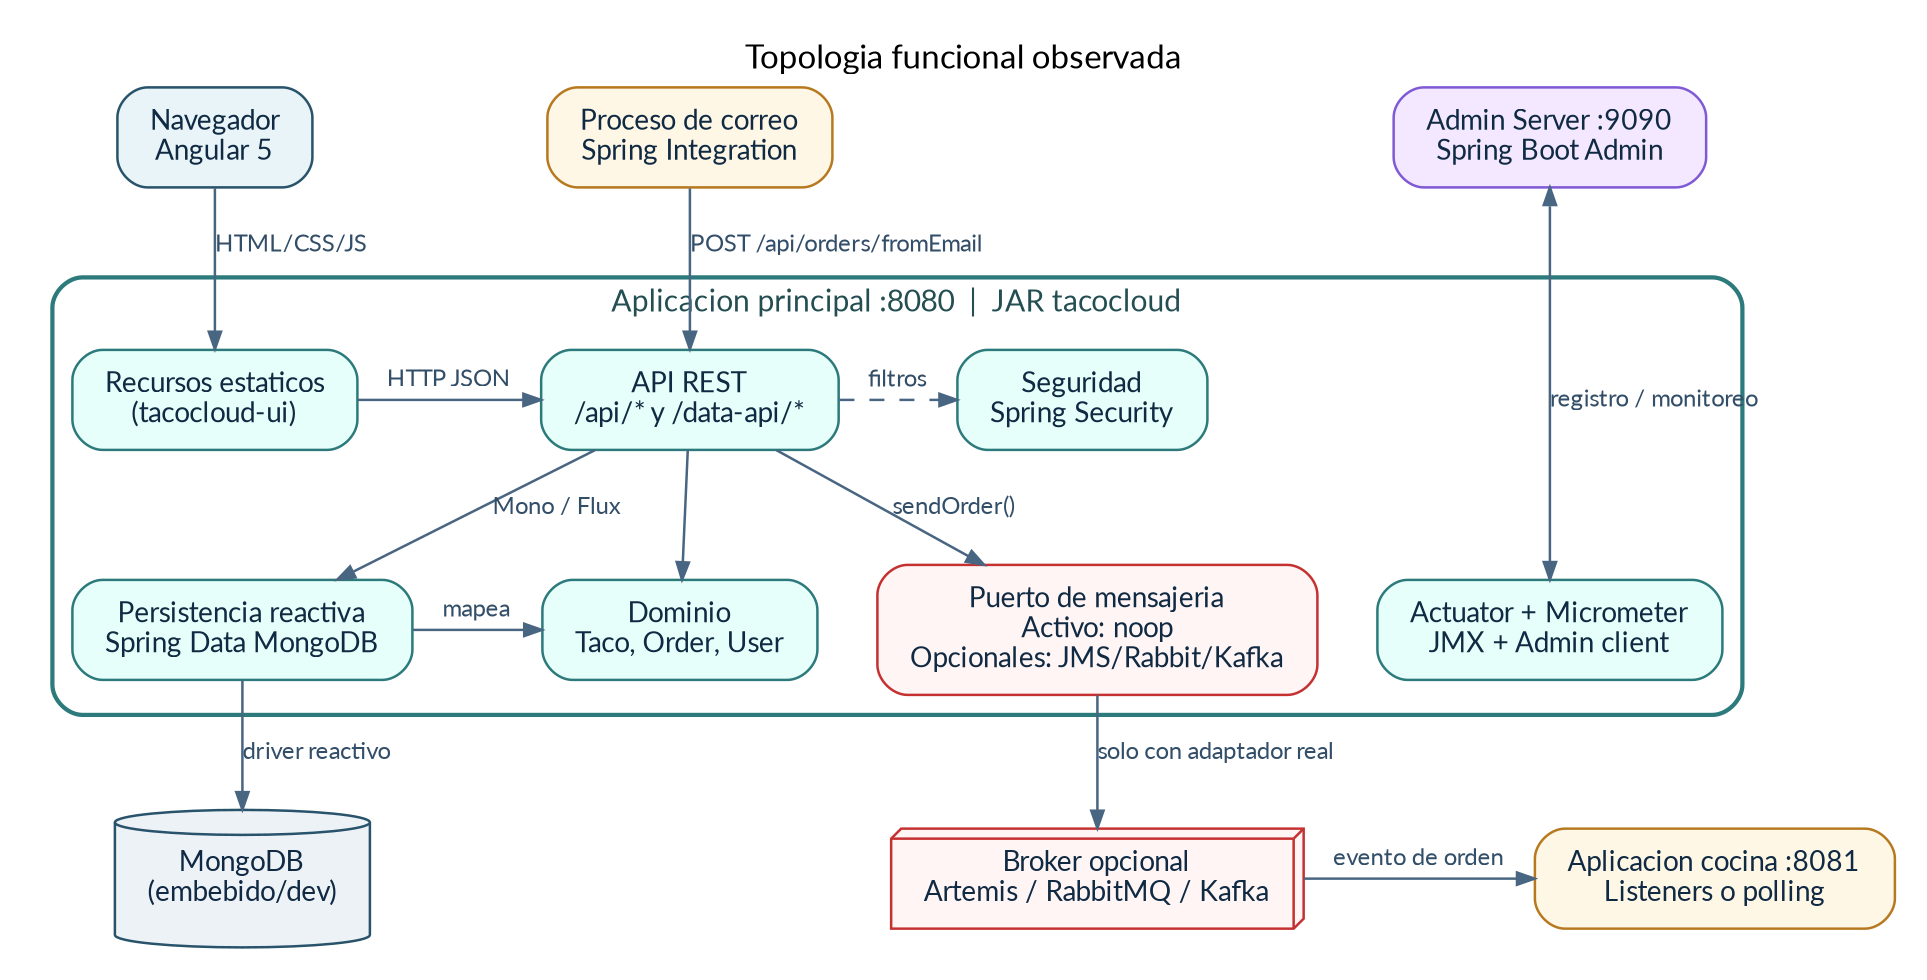 Topologia funcional observada
Navegador
Angular 5
Proceso de correo
Spring Integration
Admin Server :9090
Spring Boot Admin
HTML/CSS/JS
POST /api/orders/fromEmail
Aplicacion principal :8080 | JAR tacocloud
Recursos estaticos
(tacocloud-ui)
HTTP JSON
API REST
/api/* y /data-api/*
filtros
Seguridad
Spring Security
registro / monitoreo
Mono / Flux
sendOrder()
Persistencia reactiva
Spring Data MongoDB
mapea
Dominio
Taco, Order, User
Puerto de mensajeria
Activo: noop
Opcionales: JMS/Rabbit/Kafka
Actuator + Micrometer
JMX + Admin client
driver reactivo
solo con adaptador real
MongoDB
(embebido/dev)
Broker opcional
Artemis / RabbitMQ / Kafka
evento de orden
Aplicacion cocina :8081
Listeners o polling